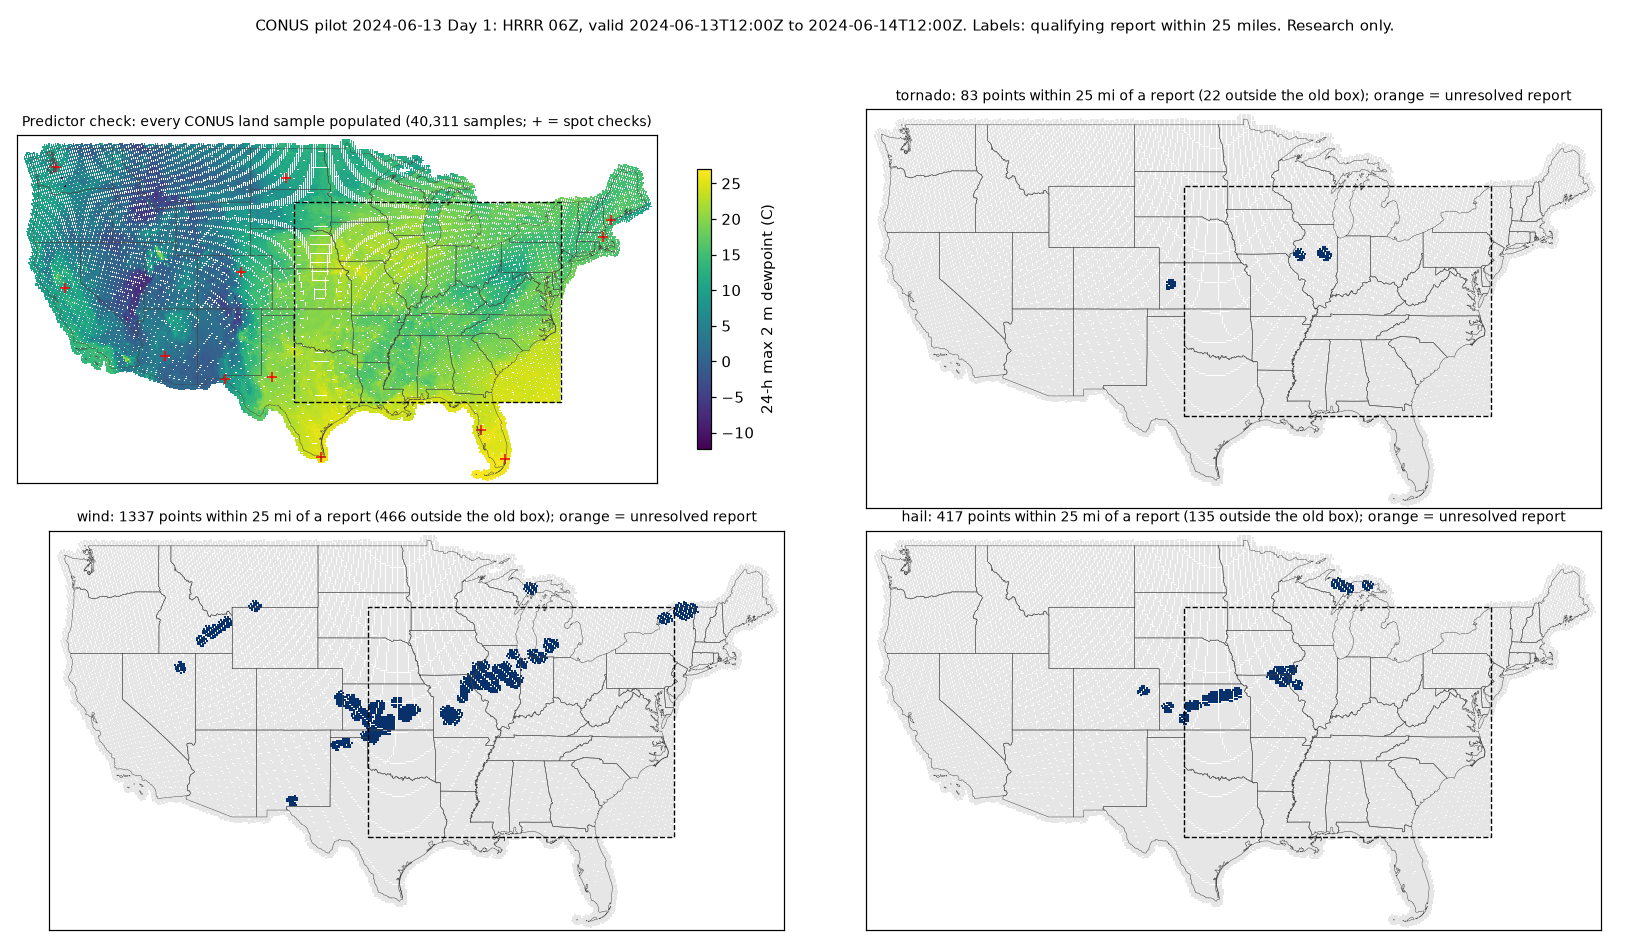 CONUS pilot 2024-06-13 Day 1: HRRR 06Z, valid 2024-06-13T12:00Z to 2024-06-14T12:00Z. Labels: qualifying report within 25 miles. Research only.
Predictor check: every CONUS land sample populated (40,311 samples; + = spot checks)
25
20
15
10
5
0
−5
−10
24-h max 2 m dewpoint (C)
tornado: 83 points within 25 mi of a report (22 outside the old box); orange = unresolved report
wind: 1337 points within 25 mi of a report (466 outside the old box); orange = unresolved report
hail: 417 points within 25 mi of a report (135 outside the old box); orange = unresolved report